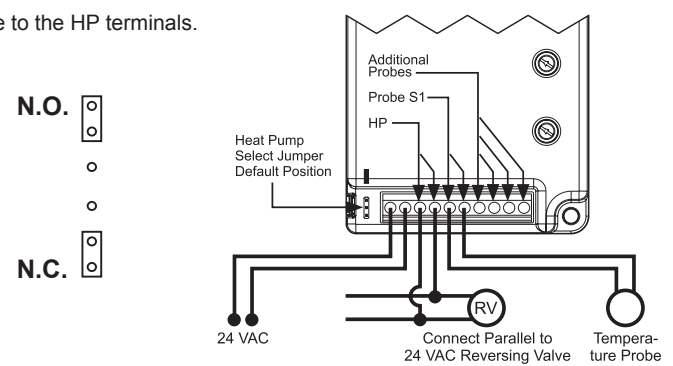 e to the HP terminals.
N.O.
N.C.
Additional
Probes
Probe S1
HP
Heat Pump
Select Jumper
Default Position
RV
24 VAC
Connect Parallel to
24 VAC Reversing Valve
Tempera-
ture Probe